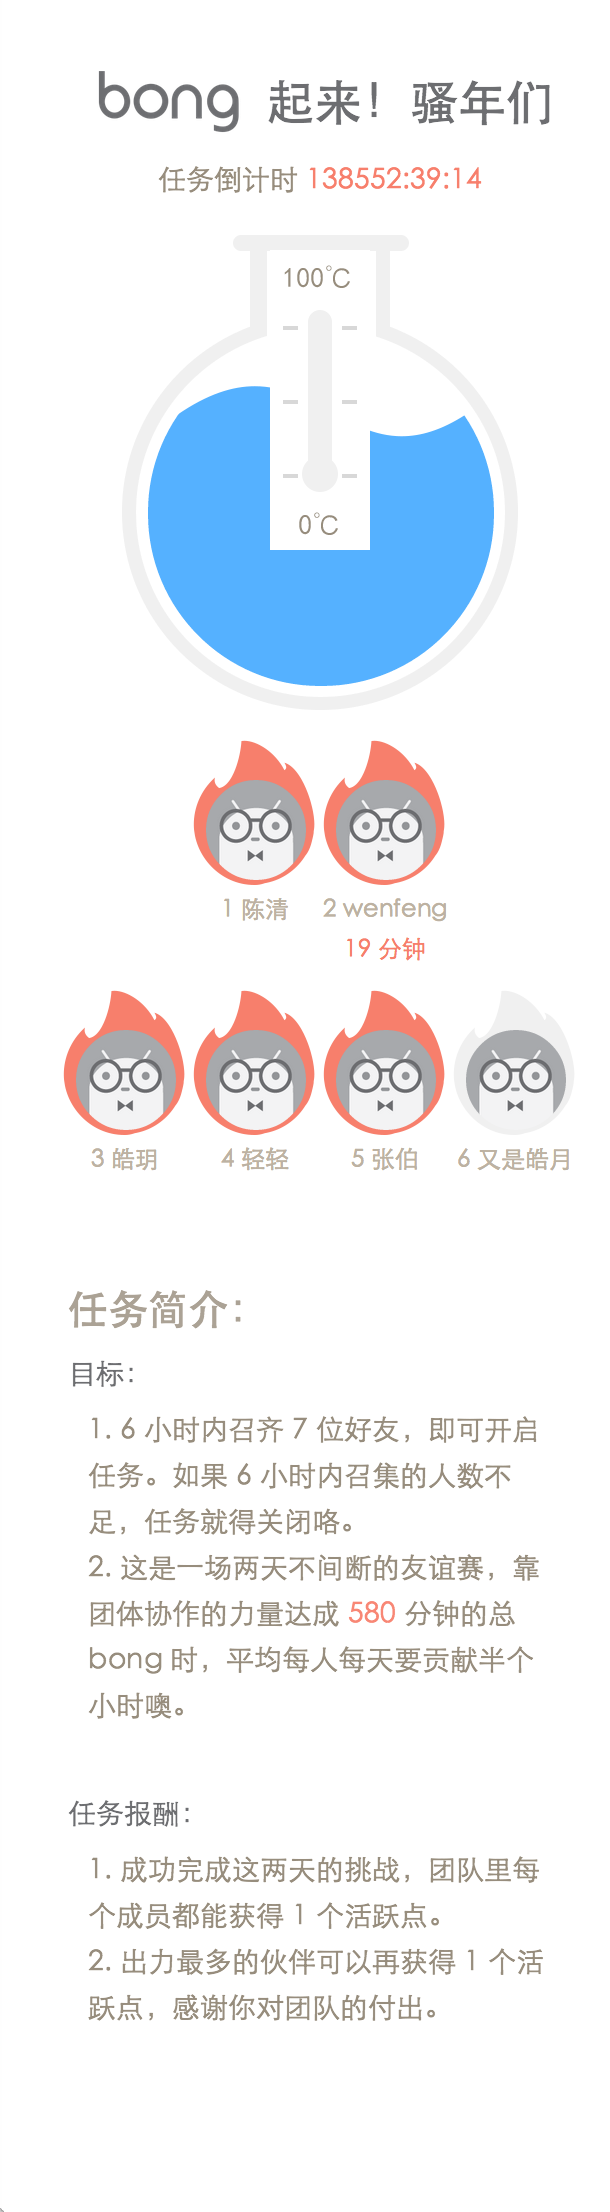 bong 起来！骚年们
任务倒计时 138552:39:14
100℃
0℃
1 陈清 2 wenfeng
19 分钟
3 皓玥 4 轻轻 5 张伯 6 又是皓月
任务简介：
目标：
1. 6 小时内召齐 7 位好友，即可开启
任务。如果 6 小时内召集的人数不
足，任务就得关闭咯。
2. 这是一场两天不间断的友谊赛，靠
团体协作的力量达成 580 分钟的总
bong 时，平均每人每天要贡献半个
小时噢。
任务报酬：
1. 成功完成这两天的挑战，团队里每
个成员都能获得 1 个活跃点。
2. 出力最多的伙伴可以再获得 1 个活
跃点，感谢你对团队的付出。